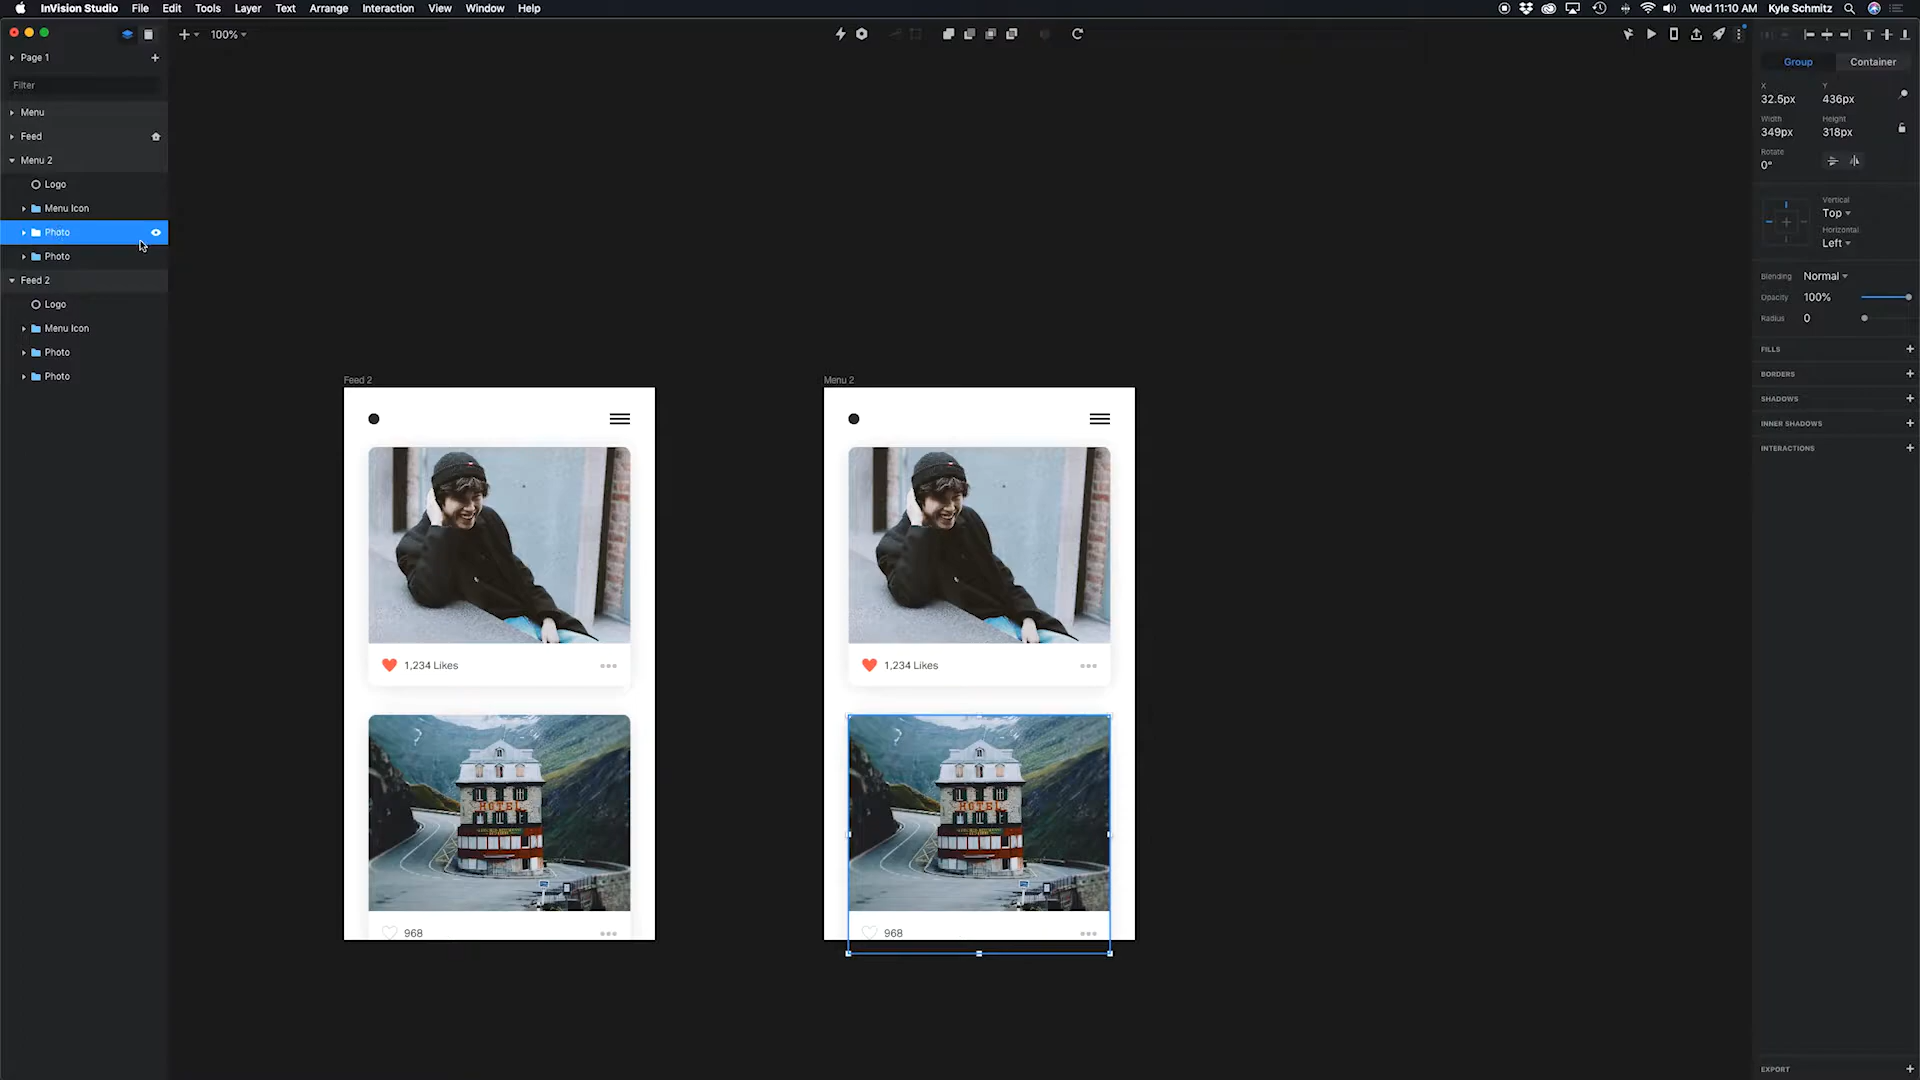 InVision Studio File Edit Tools Layer Text Arrange Interaction View Window Help
Wed 11:10 AM Kyle Schmitz
100%
Page 1
Filter
Menu
Feed
Menu 2
Logo
Menu Icon
Photo
Photo
Feed 2
Logo
Menu Icon
Photo
Photo
Feed 2
1,234 Likes
HOTEL
968
Menu 2
1,234 Likes
HOTEL
968
Group Container
X Y
32.5px 436px
Width Height
349px 318px
Rotate
0°
Vertical
Top
Horizontal
Left
Blending Normal
Opacity 100%
Radius 0
FILLS
BORDERS
SHADOWS
INNER SHADOWS
INTERACTIONS
EXPORT